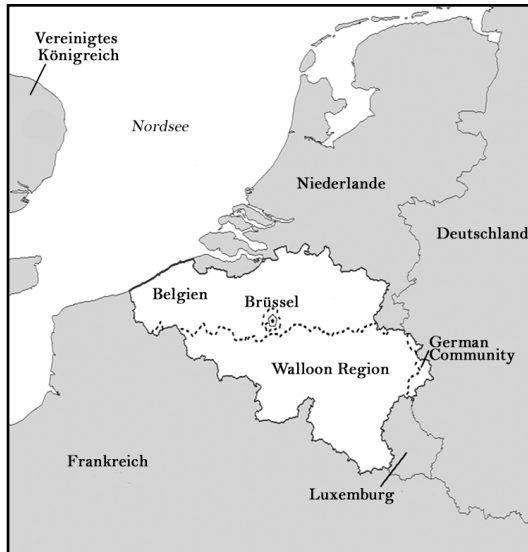 Vereinigtes
Königreich
Nordsee
Niederlande
Deutschland
Belgien
Brüssel
German
Community
Walloon Region
Frankreich
Luxemburg